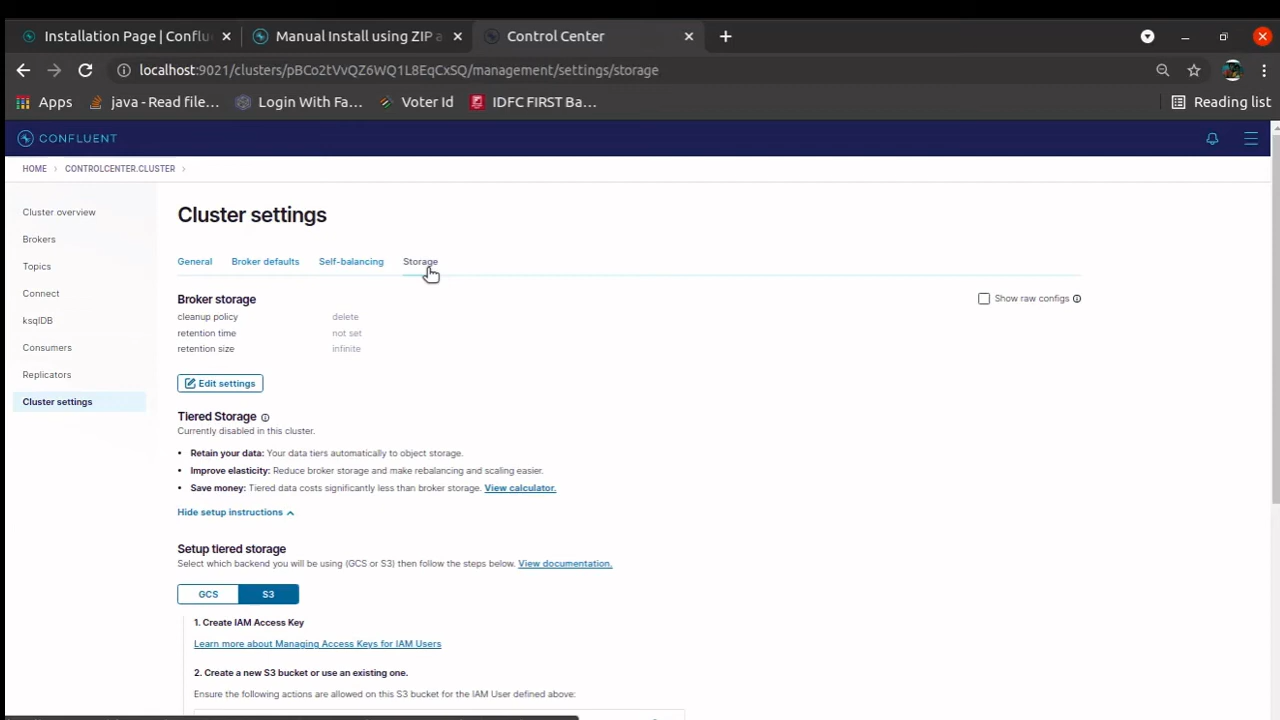 Installation Page | Conflu
Manual Install using ZIP a
Control Center
localhost:9021/clusters/pBCo2tVvQZ6WQ1L8EqCxSQ/management/settings/storage
Apps
java - Read file...
Login With Fa...
Voter Id
IDFC FIRST Ba...
Reading list
CONFLUENT
HOME
CONTROLCENTER.CLUSTER
Cluster overview
Brokers
Topics
Connect
ksqlDB
Consumers
Replicators
Cluster settings
Cluster settings
General
Broker defaults
Self-balancing
Storage
Broker storage
Show raw configs
cleanup policy delete
retention time not set
retention size infinite
Edit settings
Tiered Storage
Currently disabled in this cluster.
• Retain your data: Your data tiers automatically to object storage.
• Improve elasticity: Reduce broker storage and make rebalancing and scaling easier.
• Save money: Tiered data costs significantly less than broker storage. View calculator.
Hide setup instructions
Setup tiered storage
Select which backend you will be using (GCS or S3) then follow the steps below. View documentation.
GCS
S3
1. Create IAM Access Key
Learn more about Managing Access Keys for IAM Users
2. Create a new S3 bucket or use an existing one.
Ensure the following actions are allowed on this S3 bucket for the IAM User defined above: